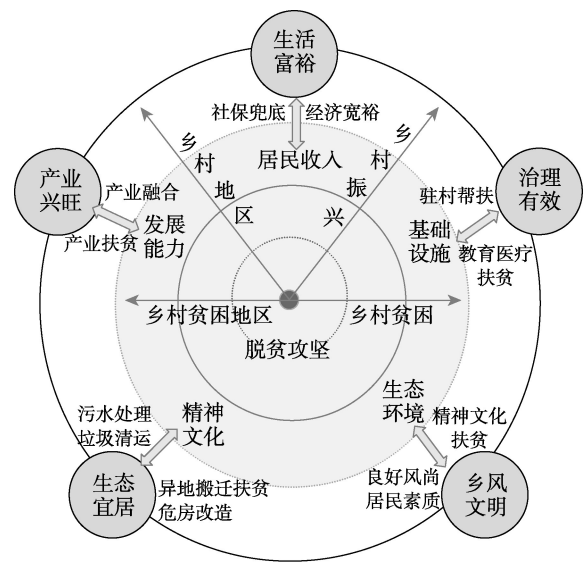 生活
富裕
社保兜底
经济宽裕
居民收入
乡村地区
乡村振兴
产业
兴旺
产业融合
产业扶贫
发展
能力
治理
有效
驻村帮扶
基础
设施
教育医疗
扶贫
乡村贫困地区
乡村贫困
脱贫攻坚
生态
环境
精神文化
扶贫
良好风尚
居民素质
乡风
文明
精神
文化
污水处理
垃圾清运
异地搬迁扶贫
危房改造
生态
宜居